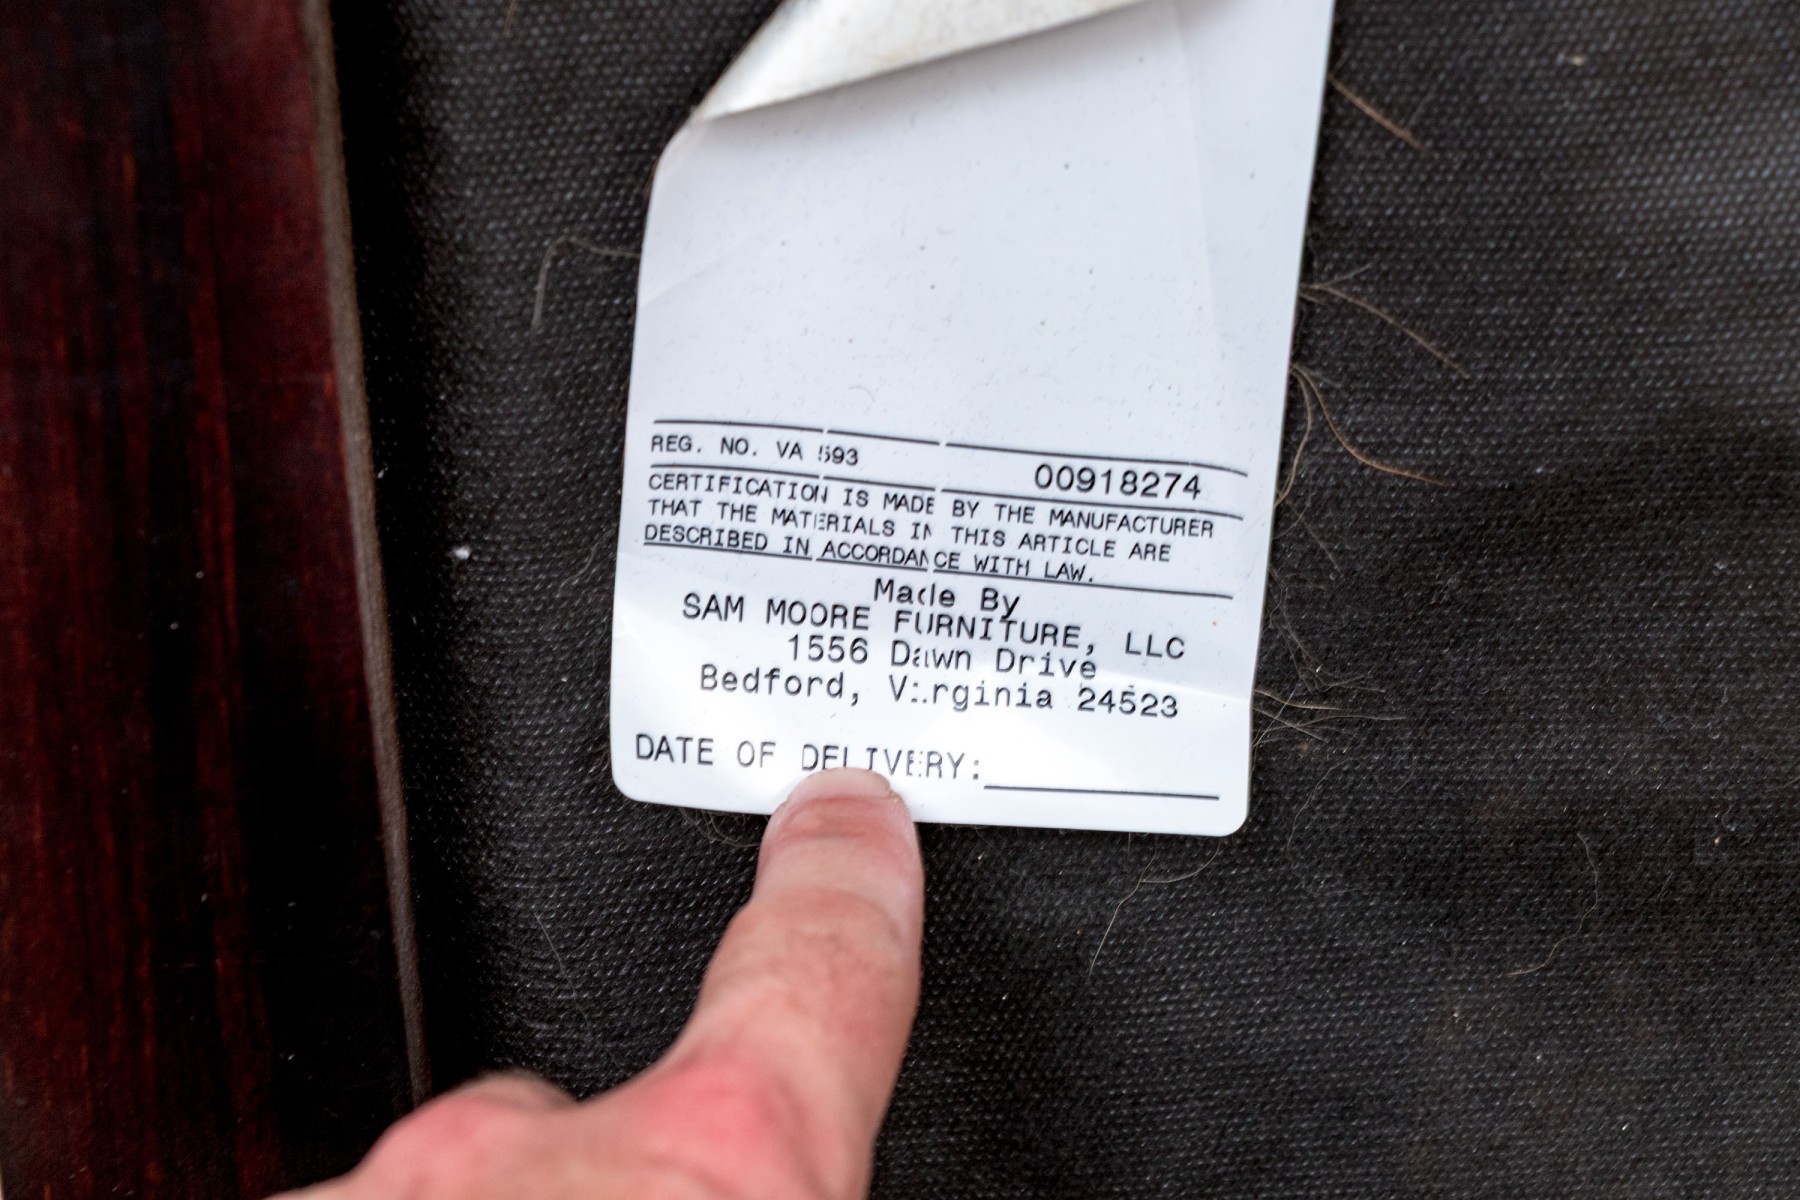 REG. NO. VA 593
00918274
CERTIFICATION IS MADE BY THE MANUFACTURER
THAT THE MATERIALS IN THIS ARTICLE ARE
DESCRIBED IN ACCORDANCE WITH LAW.
Made By
SAM MOORE FURNITURE, LLC
1556 Dawn Drive
Bedford, Virginia 24523
DATE OF DELIVERY: